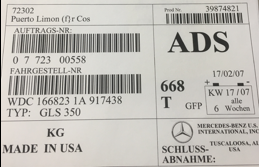 72302
Prod Nr. 39874821
Puerto Limon (f)r Cos
AUFTRAGS-NR:
0 7 723 00558
ADS
FAHRGESTELL-NR:
WDC 166823 1A 917438
TYP: GLS 350
668
T GFP
17/02/07
+ -
KW 17 / 07
alle
6 Wochen
KG
MADE IN USA
MERCEDES-BENZ U.S.
INTERNATIONAL, INC
TUSCALOOSA, AL
USA
SCHLUSS-
ABNAHME: